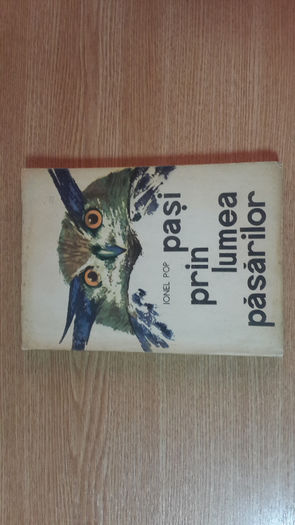 IONEL POP
pași
prin
lumea
păsărilor